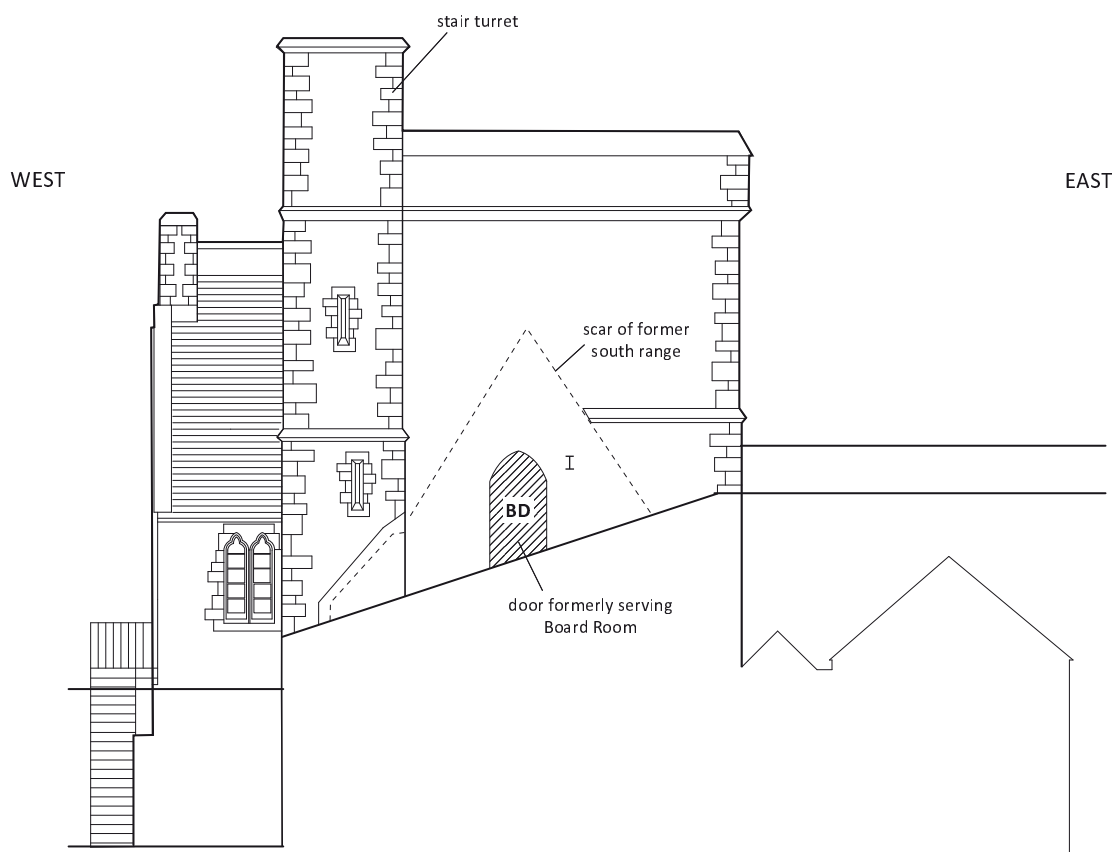 stair turret
WEST
EAST
scar of former
south range
BD
door formerly serving
Board Room